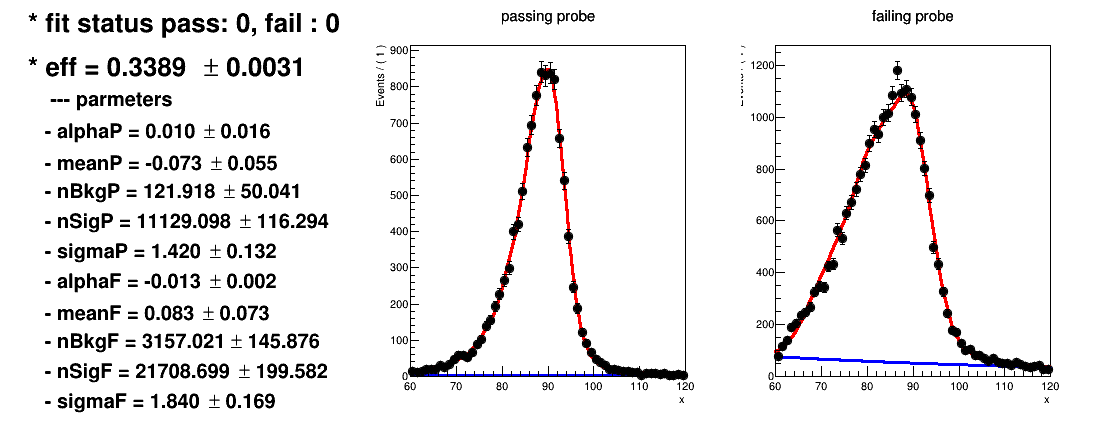 * fit status pass: 0, fail : 0
* eff = 0.3389 ± 0.0031
--- parmeters
- alphaP = 0.010 ± 0.016
- meanP = -0.073 ± 0.055
- nBkgP = 121.918 ± 50.041
- nSigP = 11129.098 ± 116.294
- sigmaP = 1.420 ± 0.132
- alphaF = -0.013 ± 0.002
- meanF = 0.083 ± 0.073
- nBkgF = 3157.021 ± 145.876
- nSigF = 21708.699 ± 199.582
- sigmaF = 1.840 ± 0.169
passing probe
Events / ( 1 )
900
800
700
600
500
400
300
200
100
0
60 70 80 90 100 110 120
x
failing probe
1200
1000
800
600
400
200
0
60 70 80 90 100 110 120
x